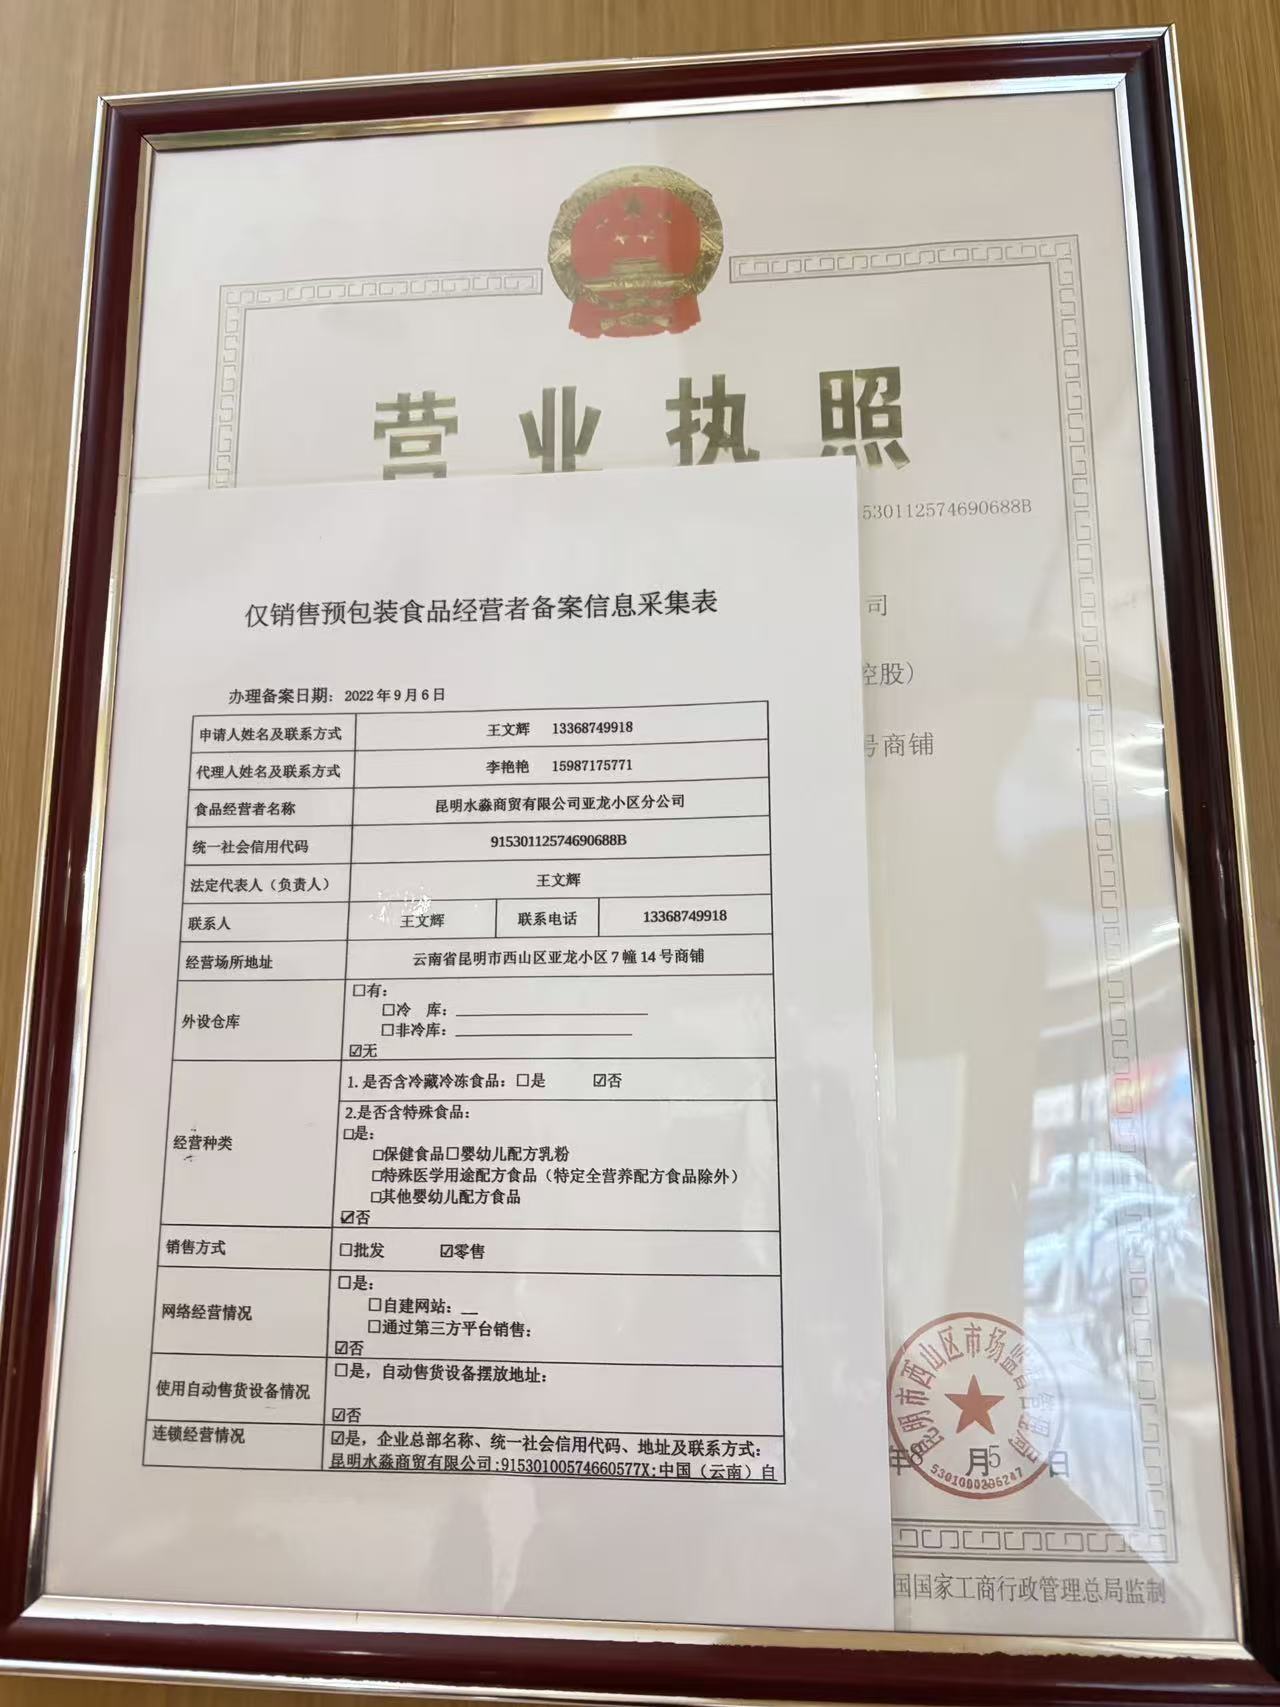 营业执照
530112574690688B
司
控股）
号商铺
仅销售预包装食品经营者备案信息采集表
办理备案日期：2022年9月6日
申请人姓名及联系方式 王文辉 13368749918
代理人姓名及联系方式 李艳艳 15987175771
食品经营者名称 昆明水淼商贸有限公司亚龙小区分公司
统一社会信用代码 91530112574690688B
法定代表人（负责人） 王文辉
联系人 王文辉 联系电话 13368749918
经营场所地址 云南省昆明市西山区亚龙小区7幢14号商铺
外设仓库
☐有：
☐冷 库：
☐非冷库：
☑无
经营种类
1.是否含冷藏冷冻食品：☐是 ☑否
2.是否含特殊食品：
☐是：
☐保健食品☐婴幼儿配方乳粉
☐特殊医学用途配方食品（特定全营养配方食品除外）
☐其他婴幼儿配方食品
☑否
销售方式 ☐批发 ☑零售
网络经营情况
☐是：
☐自建网站：
☐通过第三方平台销售：
☑否
使用自动售货设备情况
☐是，自动售货设备摆放地址：
☑否
连锁经营情况
☑是，企业总部名称、统一社会信用代码、地址及联系方式：
昆明水淼商贸有限公司;91530100574660577X;中国（云南）自
明市西山区市场监督管
年8月5日
国国家工商行政管理总局监制